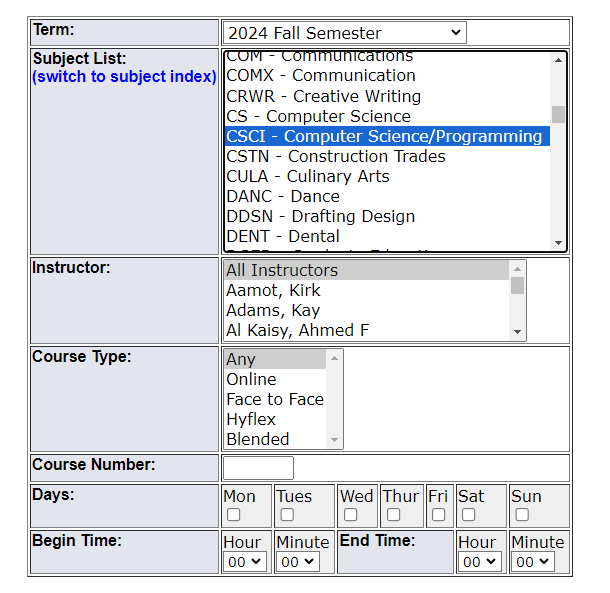 Term:
2024 Fall Semester
Subject List:
(switch to subject index)
COM - Communications
COMX - Communication
CRWR - Creative Writing
CS - Computer Science
CSCI - Computer Science/Programming
CSTN - Construction Trades
CULA - Culinary Arts
DANC - Dance
DDSN - Drafting Design
DENT - Dental
Instructor:
All Instructors
Aamot, Kirk
Adams, Kay
Al Kaisy, Ahmed F
Course Type:
Any
Online
Face to Face
Hyflex
Blended
Course Number:
Days:
Mon Tues Wed Thur Fri Sat Sun
Begin Time:
Hour Minute
00 00
End Time:
Hour Minute
00 00